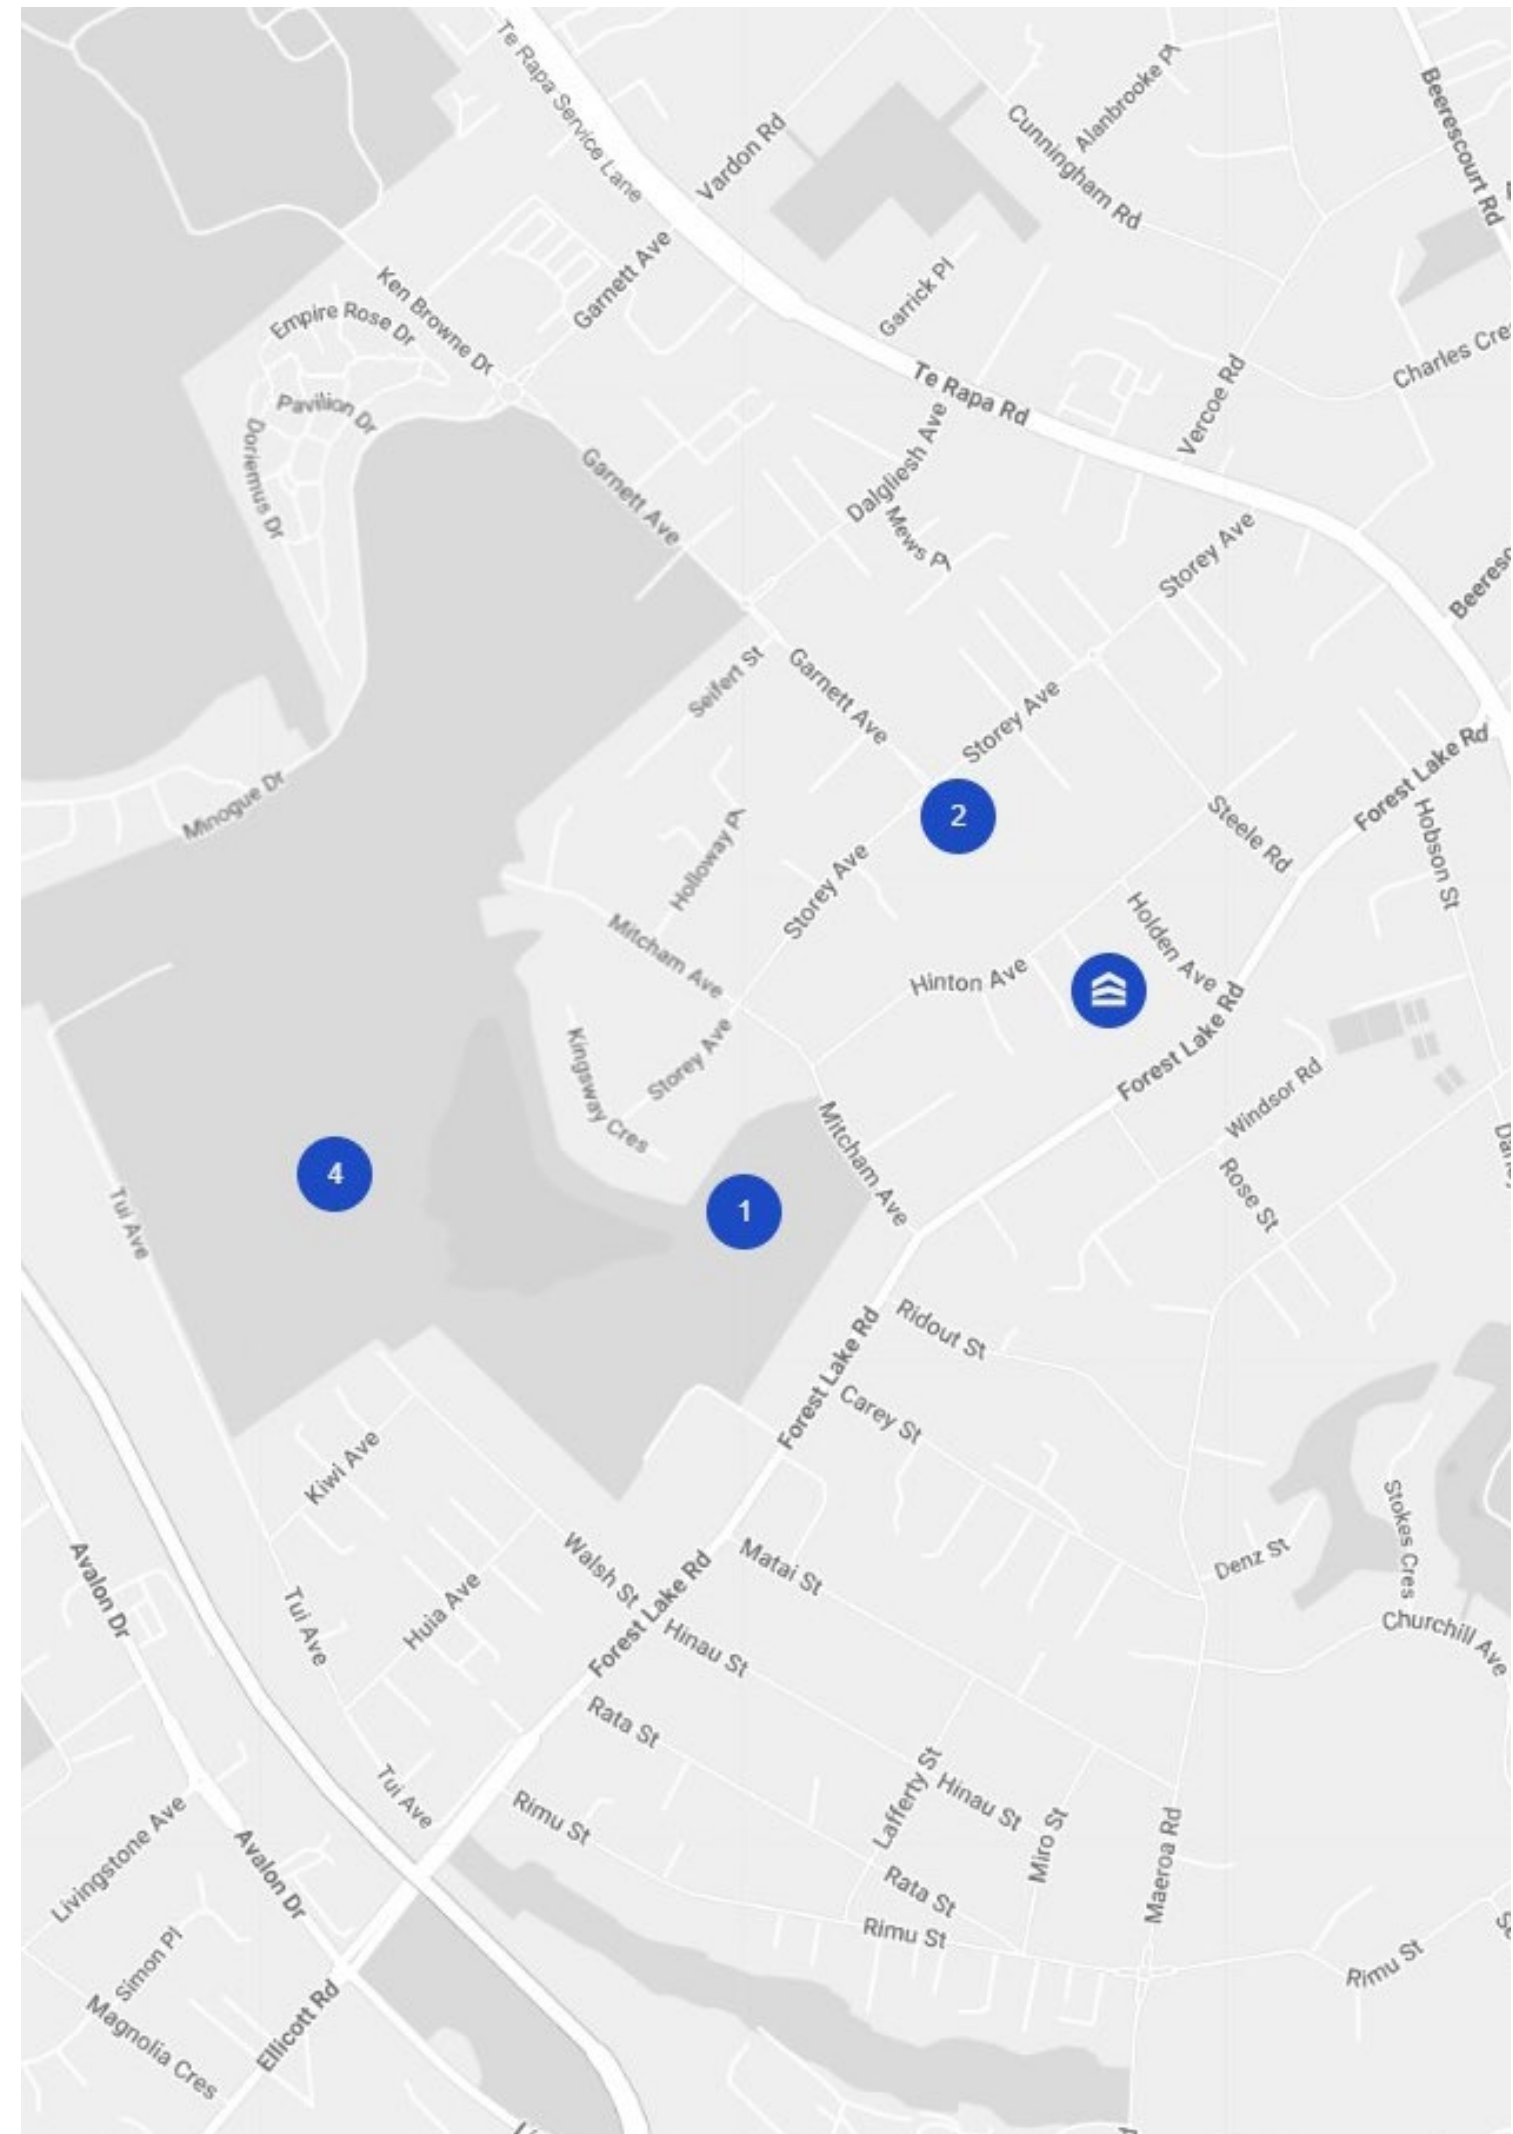 Te Rapa Service Lane
Vardon Rd
Alanbrooke Pl
Cunningham Rd
Beerescourt Rd
Garnett Ave
Ken Browne Dr
Empire Rose Dr
Garrick Pl
Te Rapa Rd
Charles Cre
Pavilion Dr
Doriemus Dr
Vercoe Rd
Dalgliesh Ave
Garnett Ave
Mews Pl
Storey Ave
Beeresc
Seifert St
Garnett Ave
Storey Ave
Forest Lake Rd
Minogue Dr
2
Steele Rd
Hobson St
Holloway Pl
Storey Ave
Mitcham Ave
Holden Ave
Hinton Ave
Forest Lake Rd
Kingsway Cres
Storey Ave
Windsor Rd
Mitcham Ave
4
1
Tui Ave
Rose St
Ridout St
Forest Lake Rd
Carey St
Kiwi Ave
Stokes Cres
Avalon Dr
Walsh St
Matai St
Denz St
Tui Ave
Huia Ave
Forest Lake Rd
Hinau St
Churchill Ave
Rata St
Tui Ave
Rimu St
Lafferty St
Hinau St
Miro St
Maeroa Rd
Livingstone Ave
Avalon Dr
Rata St
Rimu St
Simon Pl
Rimu St
Magnolia Cres
Ellicott Rd